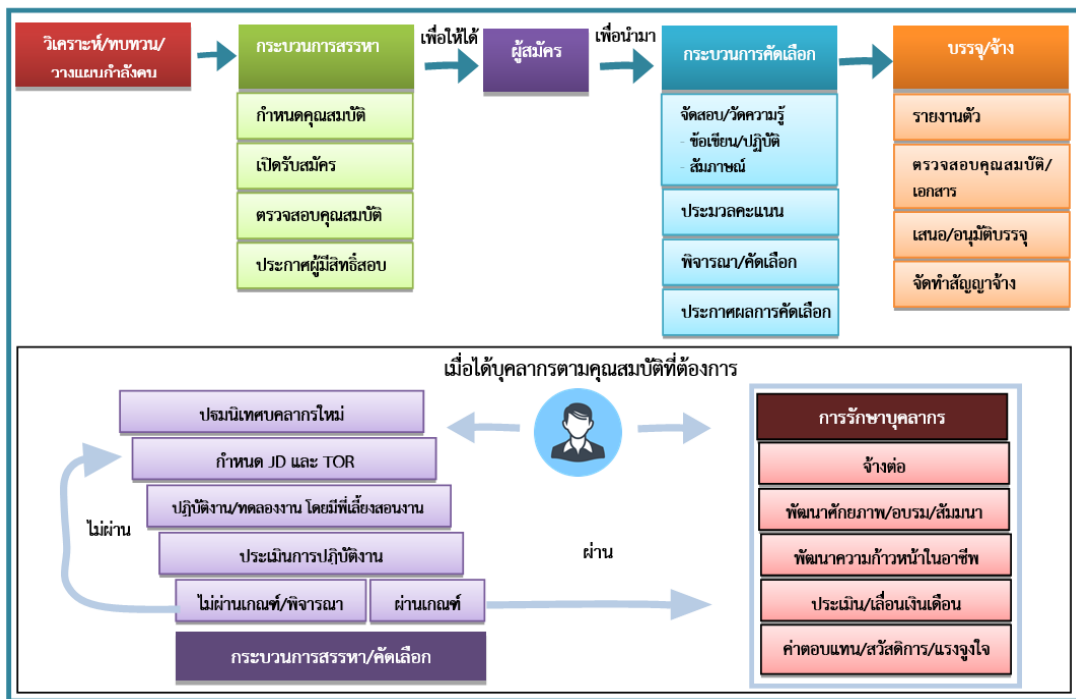 วิเคราะห์/ทบทวน/
วางแผนกำลังคน
กระบวนการสรรหา
เพื่อให้ได้
ผู้สมัคร
เพื่อนำมา
กระบวนการคัดเลือก
บรรจุ/จ้าง
กำหนดคุณสมบัติ
เปิดรับสมัคร
ตรวจสอบคุณสมบัติ
ประกาศผู้มีสิทธิ์สอบ
จัดสอบ/วัดความรู้
- ข้อเขียน/ปฏิบัติ
- สัมภาษณ์
ประมวลคะแนน
พิจารณา/คัดเลือก
ประกาศผลการคัดเลือก
รายงานตัว
ตรวจสอบคุณสมบัติ/
เอกสาร
เสนอ/อนุมัติบรรจุ
จัดทำสัญญาจ้าง
เมื่อได้บุคลากรตามคุณสมบัติที่ต้องการ
ปฐมนิเทศบุคลากรใหม่
กำหนด JD และ TOR
ปฏิบัติงาน/ทดลองงาน โดยมีพี่เลี้ยงสอนงาน
ไม่ผ่าน
ประเมินการปฏิบัติงาน
ไม่ผ่านเกณฑ์/พิจารณา
ผ่านเกณฑ์
กระบวนการสรรหา/คัดเลือก
ผ่าน
การรักษาบุคลากร
จ้างต่อ
พัฒนาศักยภาพ/อบรม/สัมมนา
พัฒนาความก้าวหน้าในอาชีพ
ประเมิน/เลื่อนเงินเดือน
ค่าตอบแทน/สวัสดิการ/แรงจูงใจ